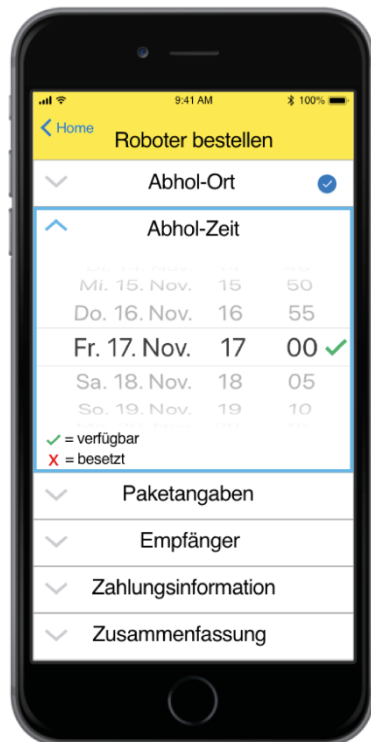 9:41 AM 100%
Home
Roboter bestellen
Abhol-Ort
Abhol-Zeit
Mi. 15. Nov. 15 50
Do. 16. Nov. 16 55
Fr. 17. Nov. 17 00 ✓
Sa. 18. Nov. 18 05
So. 19. Nov. 19 10
✓ = verfügbar
X = besetzt
Paketangaben
Empfänger
Zahlungsinformation
Zusammenfassung